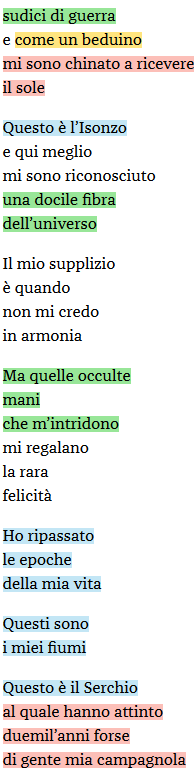 sudici di guerra
e come un beduino
mi sono chinato a ricevere
il sole
Questo è l’Isonzo
e qui meglio
mi sono riconosciuto
una docile fibra
dell’universo
Il mio supplizio
è quando
non mi credo
in armonia
Ma quelle occulte
mani
che m’intridono
mi regalano
la rara
felicità
Ho ripassato
le epoche
della mia vita
Questi sono
i miei fiumi
Questo è il Serchio
al quale hanno attinto
duemil’anni forse
di gente mia campagnola